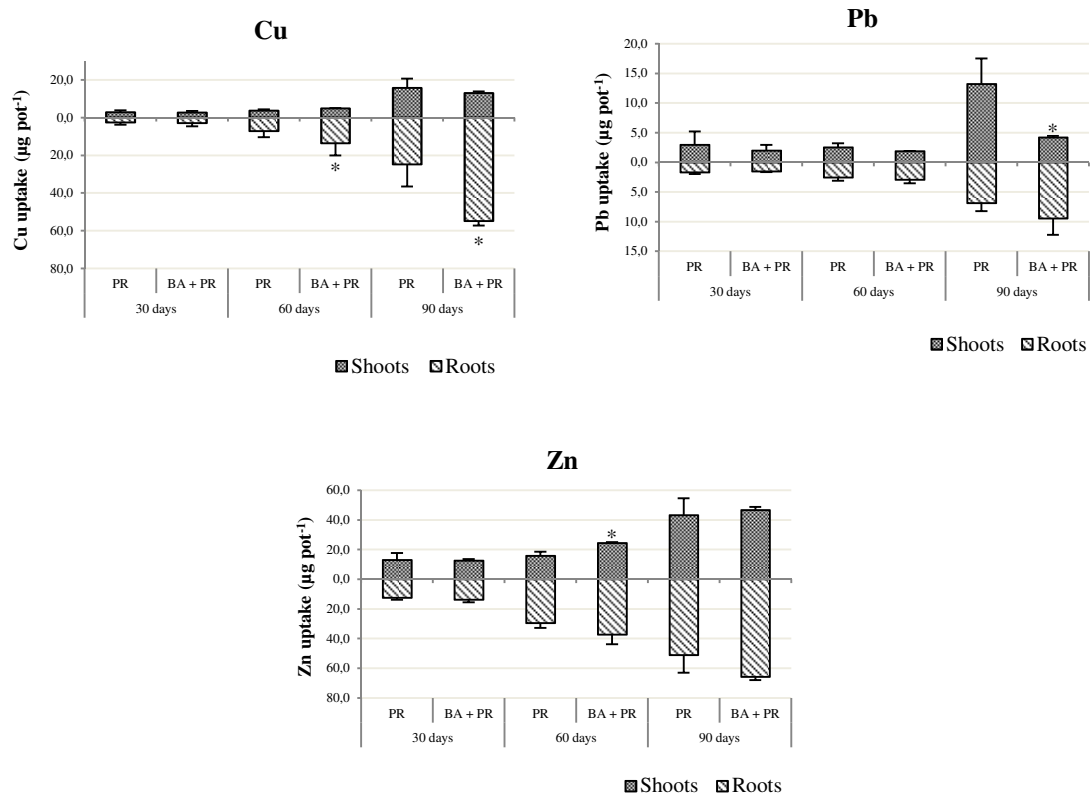 Cu
Cu uptake (µg pot-1)
20,0
0,0
20,0
40,0
60,0
80,0
*
*
PR BA + PR PR BA + PR PR BA + PR
30 days 60 days 90 days
Shoots Roots
Pb
Pb uptake (µg pot-1)
20,0
15,0
10,0
5,0
0,0
5,0
10,0
15,0
*
PR BA + PR PR BA + PR PR BA + PR
30 days 60 days 90 days
Shoots Roots
Zn
Zn uptake (µg pot-1)
60,0
40,0
20,0
0,0
20,0
40,0
60,0
80,0
*
PR BA + PR PR BA + PR PR BA + PR
30 days 60 days 90 days
Shoots Roots